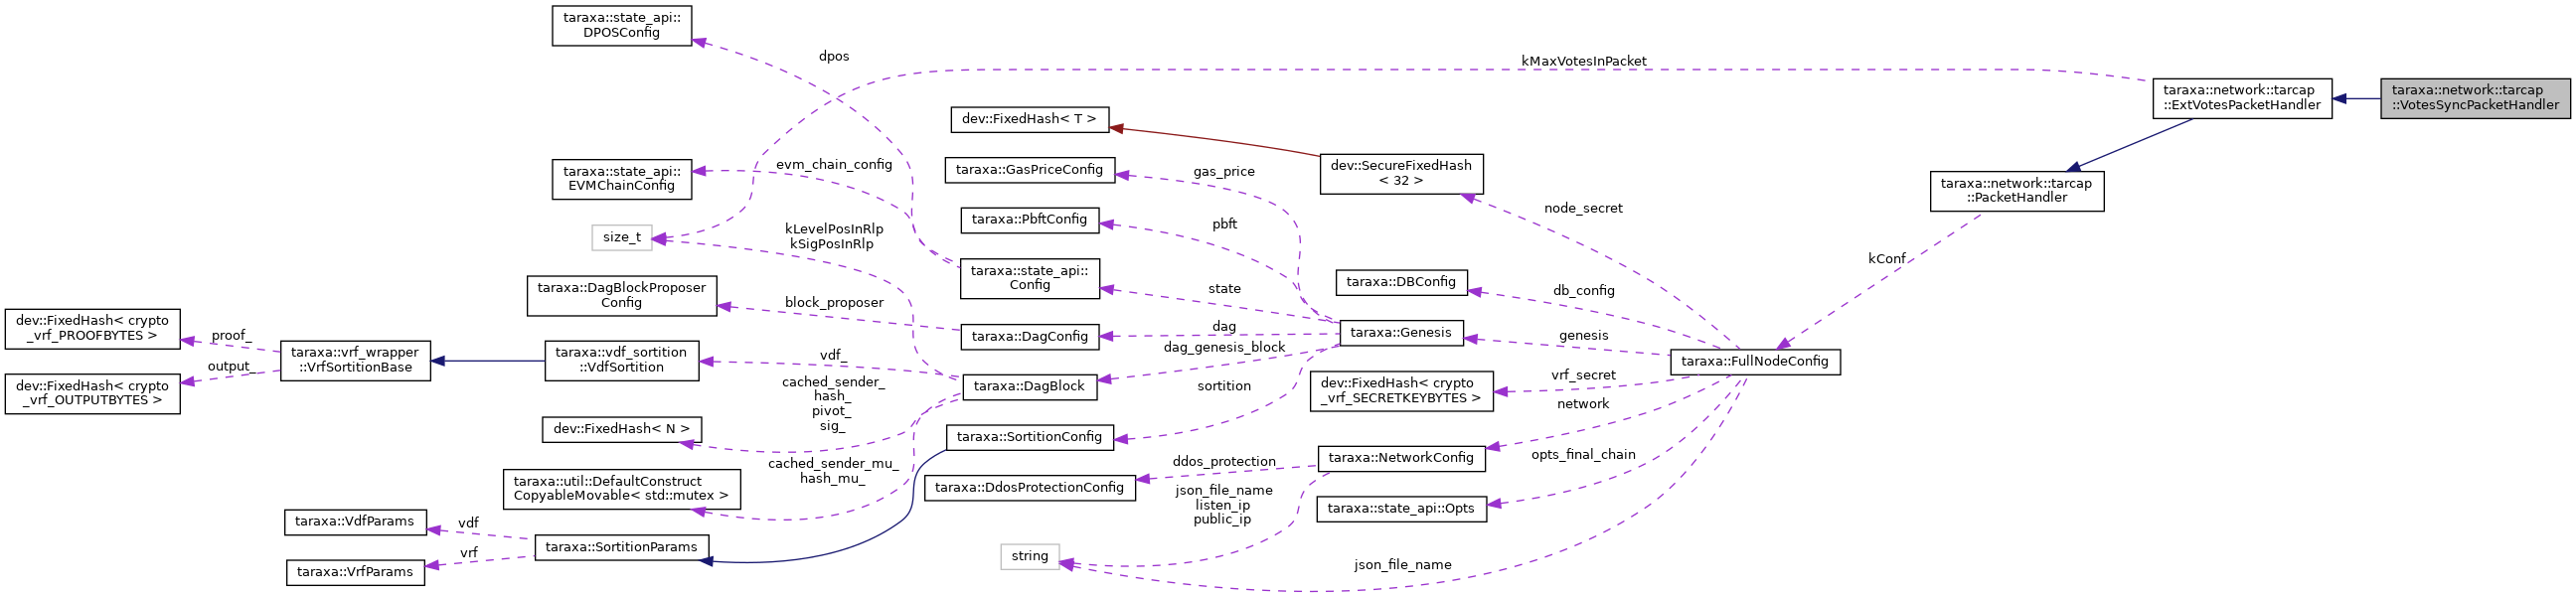 taraxa::state_api::
DPOSConfig
dpos
kMaxVotesInPacket
taraxa::network::tarcap
::ExtVotesPacketHandler
taraxa::network::tarcap
::VotesSyncPacketHandler
dev::FixedHash< T >
taraxa::state_api::
EVMChainConfig
evm_chain_config
taraxa::GasPriceConfig
gas_price
dev::SecureFixedHash
< 32 >
taraxa::network::tarcap
::PacketHandler
node_secret
taraxa::PbftConfig
pbft
size_t
kLevelPosInRlp
kSigPosInRlp
kConf
taraxa::state_api::
Config
state
taraxa::DBConfig
db_config
taraxa::DagBlockProposer
Config
block_proposer
dev::FixedHash< crypto
_vrf_PROOFBYTES >
proof_
taraxa::DagConfig
dag
taraxa::Genesis
genesis
dag_genesis_block
taraxa::vrf_wrapper
::VrfSortitionBase
taraxa::vdf_sortition
::VdfSortition
vdf_
taraxa::FullNodeConfig
output_
dev::FixedHash< crypto
_vrf_OUTPUTBYTES >
taraxa::DagBlock
sortition
dev::FixedHash< crypto
_vrf_SECRETKEYBYTES >
vrf_secret
cached_sender_
hash_
pivot_
sig_
network
dev::FixedHash< N >
taraxa::SortitionConfig
taraxa::NetworkConfig
opts_final_chain
cached_sender_mu_
hash_mu_
ddos_protection
taraxa::util::DefaultConstruct
CopyableMovable< std::mutex >
taraxa::DdosProtectionConfig
json_file_name
listen_ip
public_ip
taraxa::state_api::Opts
taraxa::VdfParams
vdf
taraxa::SortitionParams
string
vrf
taraxa::VrfParams
json_file_name